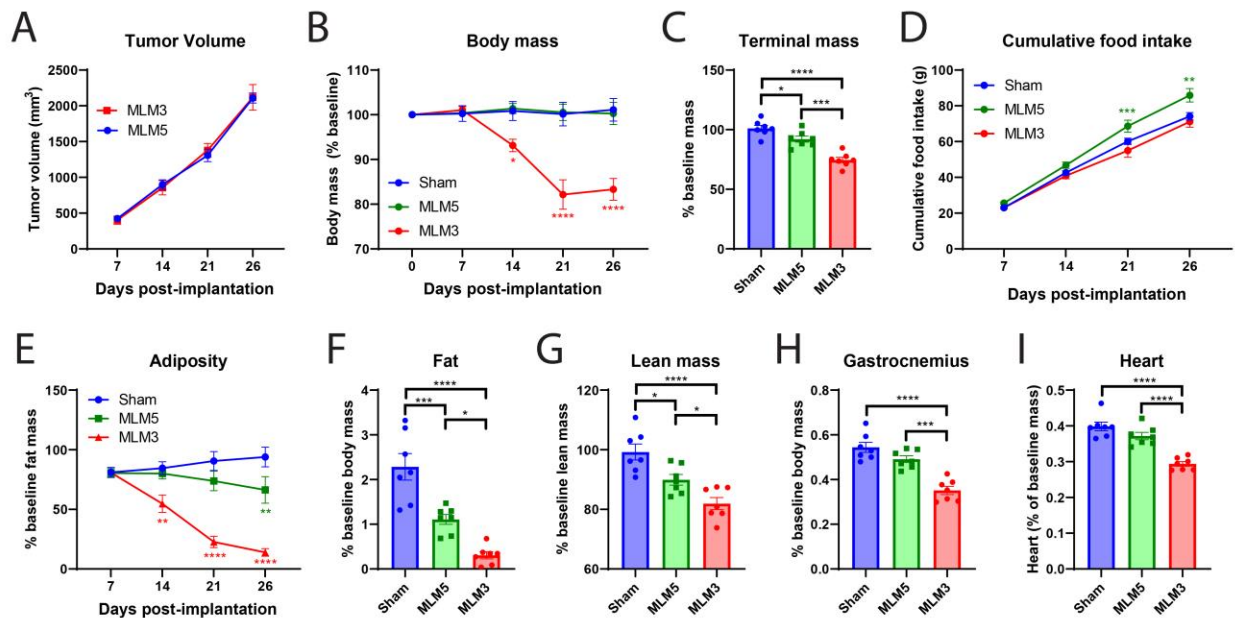 A
Tumor Volume
Tumor volume (mm³)
2500
2000
1500
1000
500
0
MLM3
MLM5
7
14
21
26
Days post-implantation
B
Body mass
Body mass (% baseline)
110
100
90
80
70
Sham
MLM5
MLM3
*
****
****
0
7
14
21
26
Days post-implantation
C
Terminal mass
% baseline mass
150
100
50
0
****
*
***
Sham
MLM5
MLM3
D
Cumulative food intake
Cumulative food intake (g)
100
80
60
40
20
0
Sham
MLM5
MLM3
***
**
7
14
21
26
Days post-implantation
E
Adiposity
% baseline fat mass
150
100
50
0
Sham
MLM5
MLM3
**
****
**
****
7
14
21
26
Days post-implantation
F
Fat
% baseline body mass
4
3
2
1
0
****
***
*
Sham
MLM5
MLM3
G
Lean mass
% baseline lean mass
120
100
80
60
****
*
*
Sham
MLM5
MLM3
H
Gastrocnemius
% baseline body mass
0.8
0.6
0.4
0.2
0.0
****
***
Sham
MLM5
MLM3
I
Heart
Heart (% of baseline mass)
0.5
0.4
0.3
0.2
0.1
0.0
****
****
Sham
MLM5
MLM3